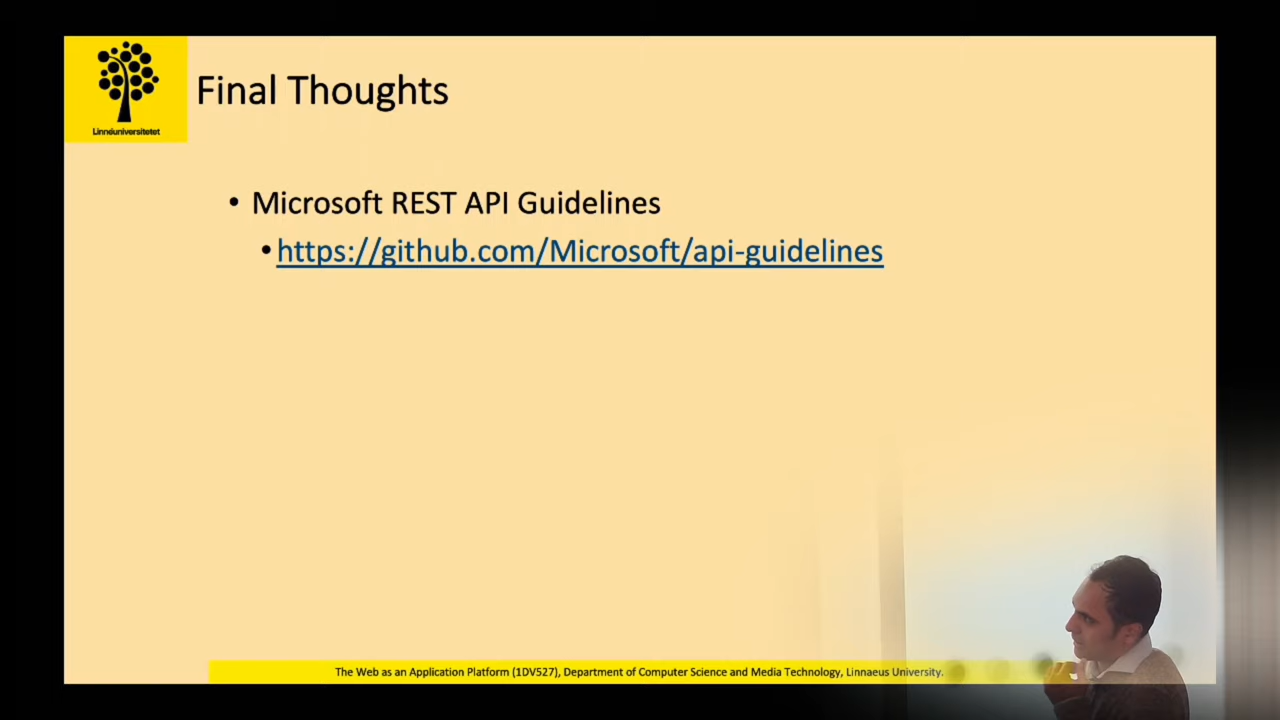 Linnéuniversitetet
Final Thoughts
• Microsoft REST API Guidelines
• https://github.com/Microsoft/api-guidelines
The Web as an Application Platform (1DV527), Department of Computer Science and Media Technology, Linnaeus University.